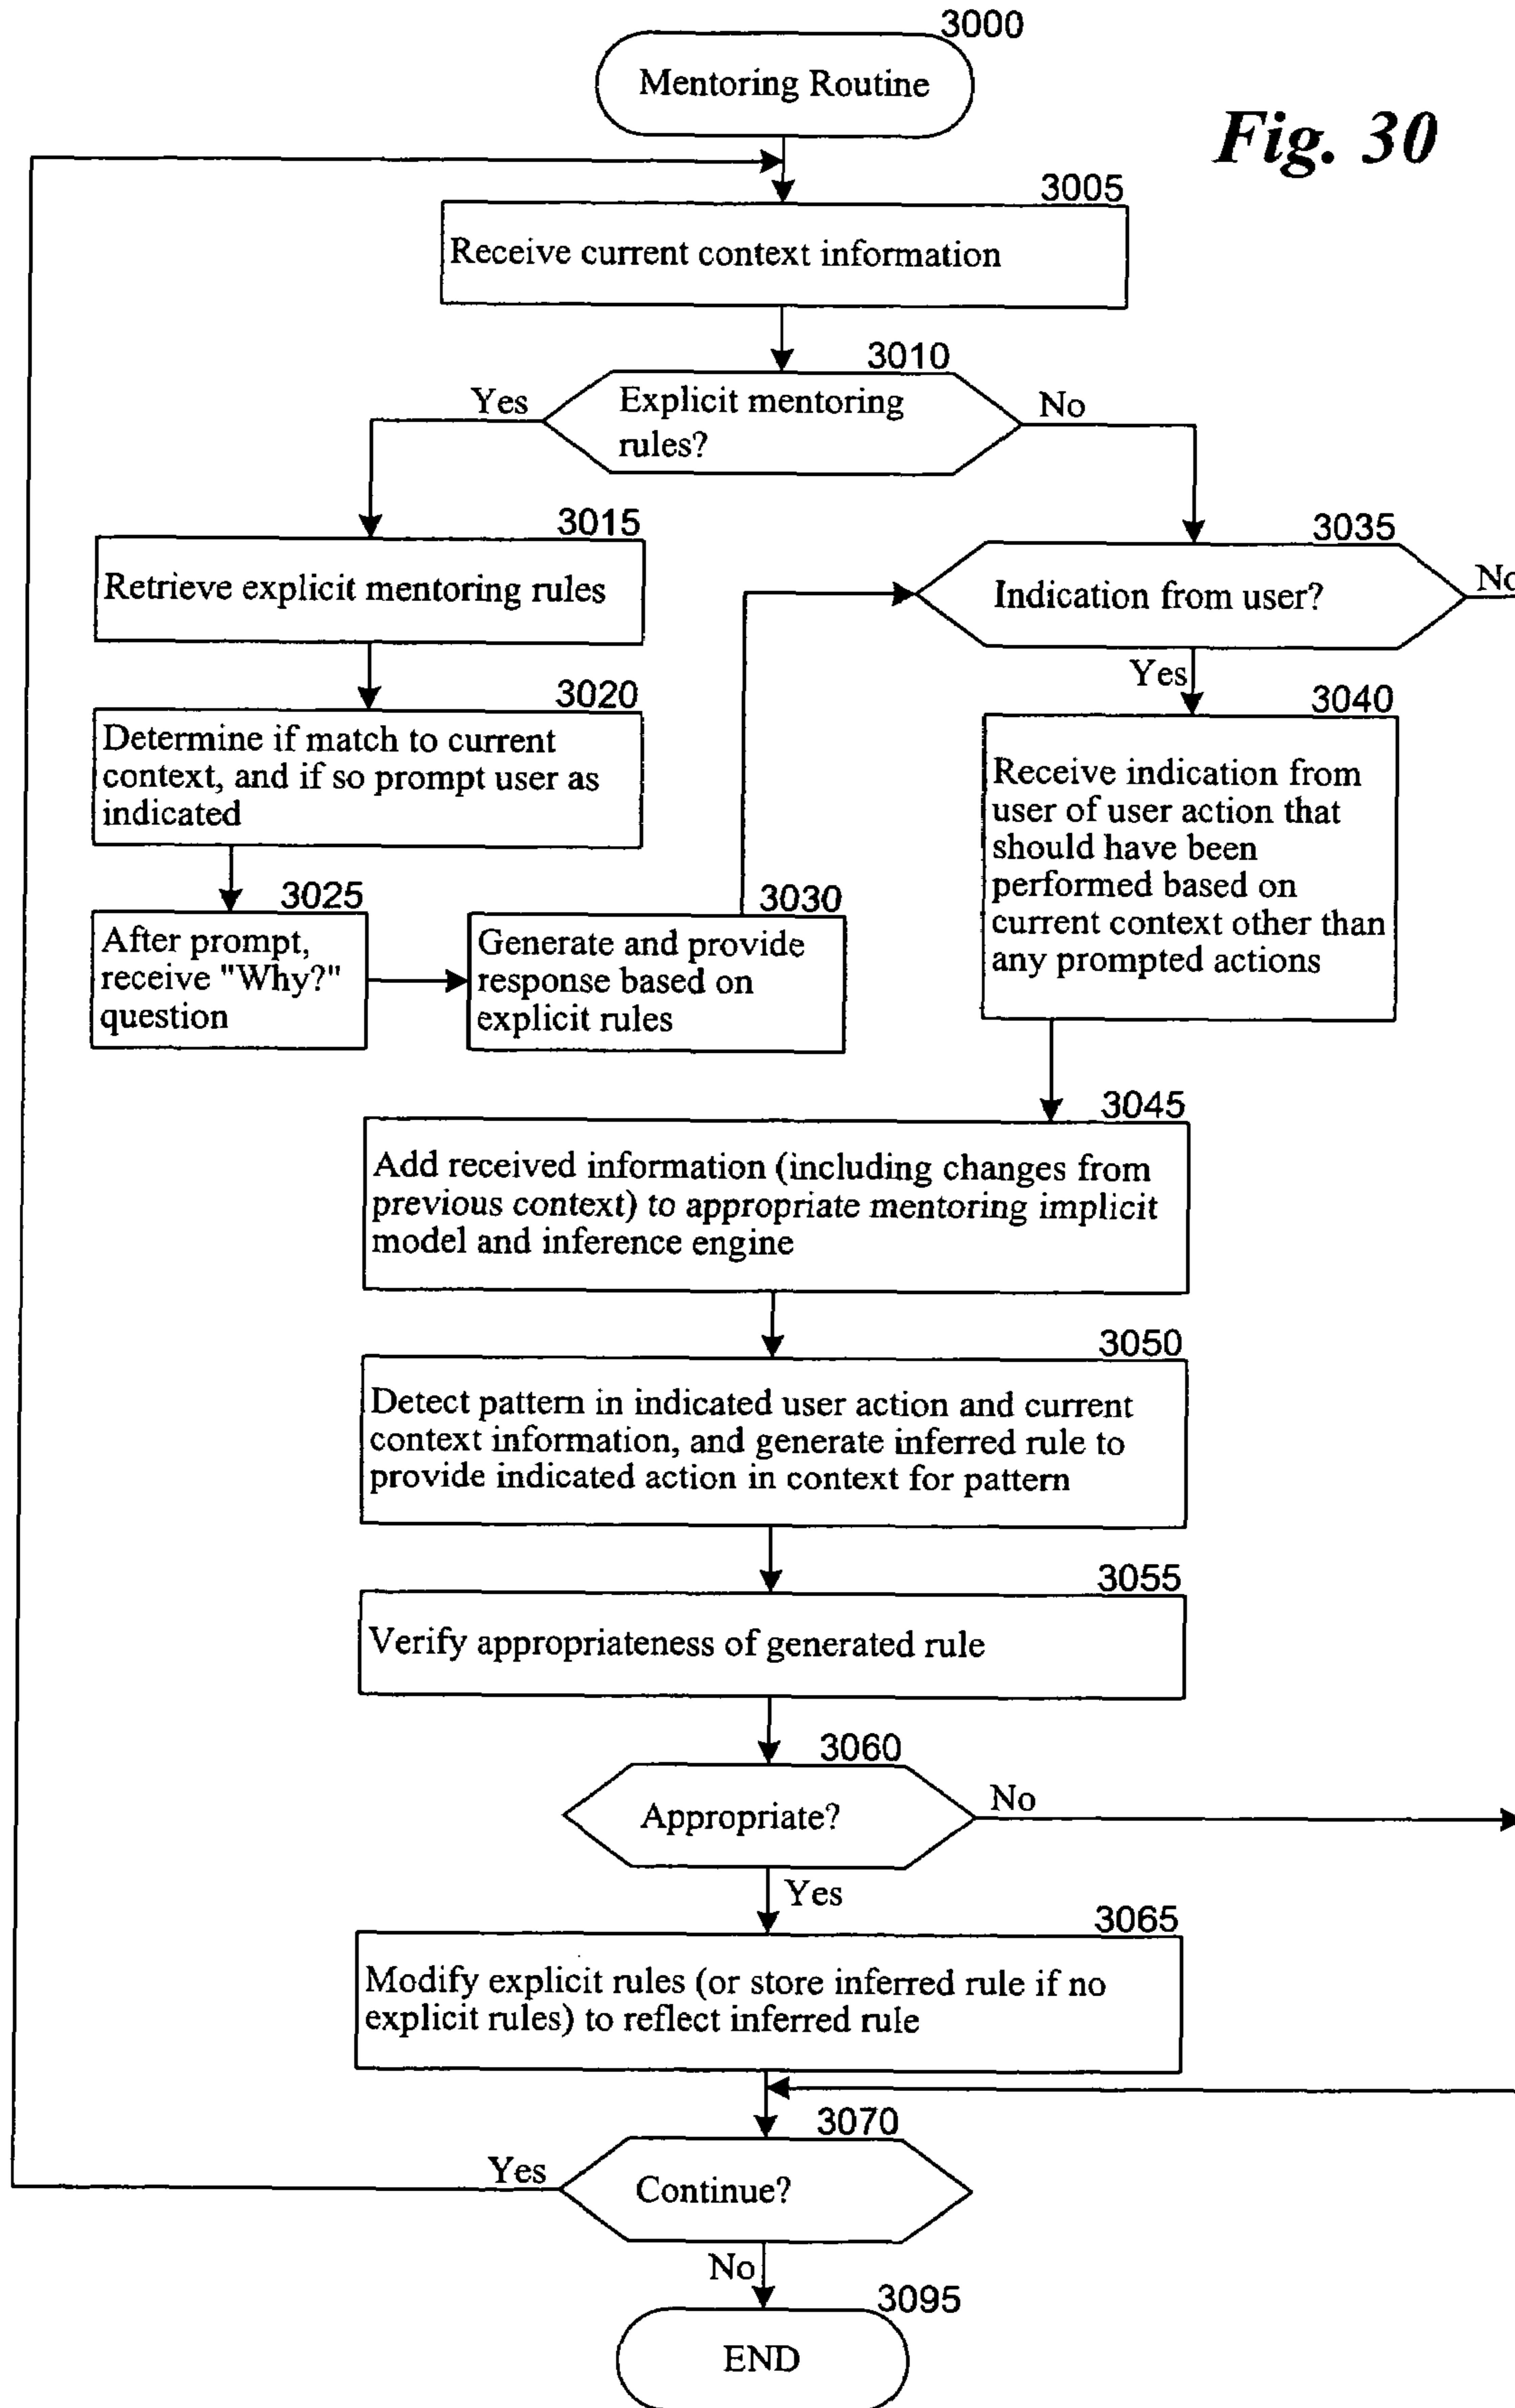 3000
Mentoring Routine
Fig. 30
3005
Receive current context information
3010
Yes
Explicit mentoring
rules?
No
3015
Retrieve explicit mentoring rules
3035
Indication from user?
No
Yes
3020
Determine if match to current
context, and if so prompt user as
indicated
3025
After prompt,
receive "Why?"
question
3030
Generate and provide
response based on
explicit rules
3040
Receive indication from
user of user action that
should have been
performed based on
current context other than
any prompted actions
3045
Add received information (including changes from
previous context) to appropriate mentoring implicit
model and inference engine
3050
Detect pattern in indicated user action and current
context information, and generate inferred rule to
provide indicated action in context for pattern
3055
Verify appropriateness of generated rule
3060
Appropriate?
No
Yes
3065
Modify explicit rules (or store inferred rule if no
explicit rules) to reflect inferred rule
3070
Yes
Continue?
No
3095
END